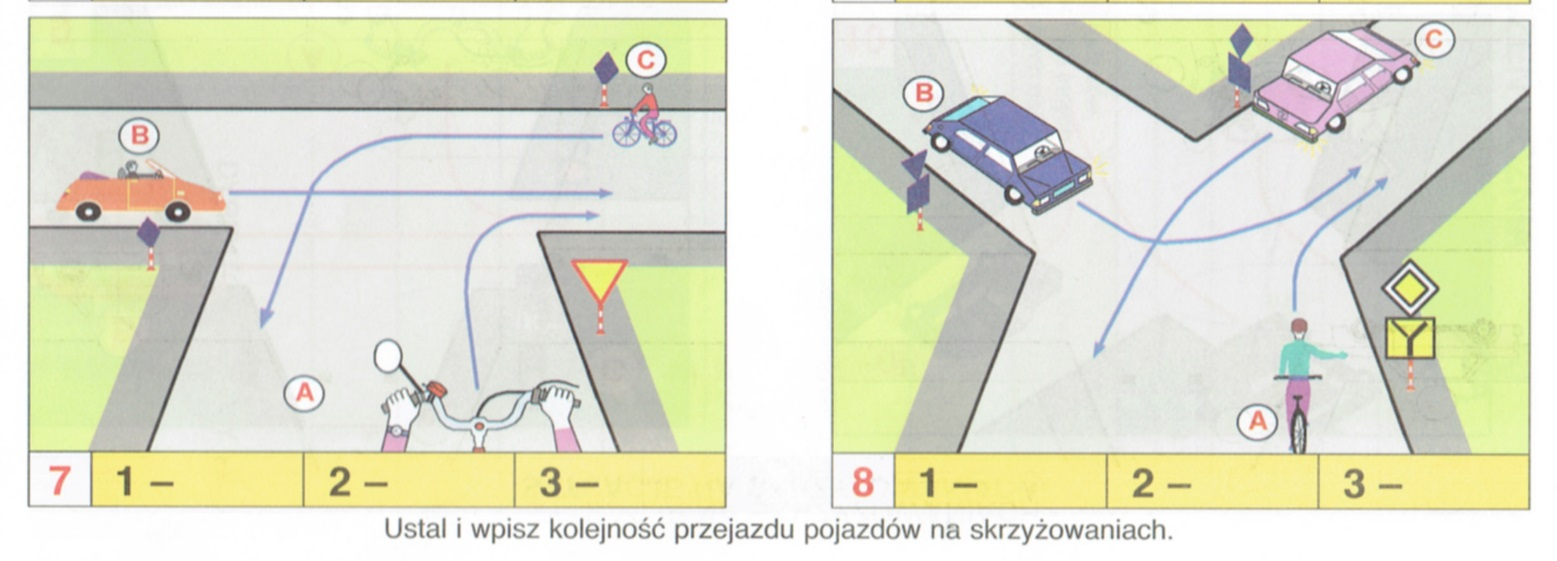 C
B
A
7 1 – 2 – 3 –
C
B
A
8 1 – 2 – 3 –
Ustal i wpisz kolejność przejazdu pojazdów na skrzyżowaniach.